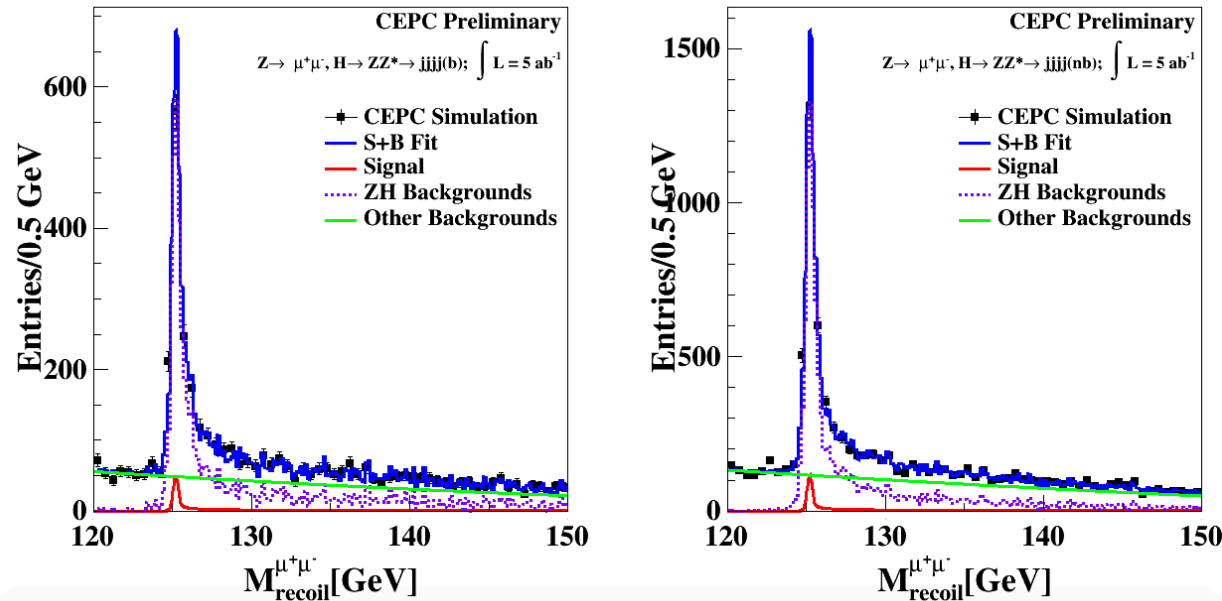 CEPC Preliminary
Z→ μ⁺μ⁻, H→ ZZ*→ jjjj(b); ∫ L = 5 ab⁻¹
CEPC Simulation
S+B Fit
Signal
ZH Backgrounds
Other Backgrounds
Entries/0.5 GeV
600
400
200
0
120
130
140
150
M^{μ⁺μ⁻}_{recoil}[GeV]
CEPC Preliminary
Z→ μ⁺μ⁻, H→ ZZ*→ jjjj(nb); ∫ L = 5 ab⁻¹
CEPC Simulation
S+B Fit
Signal
ZH Backgrounds
Other Backgrounds
Entries/0.5 GeV
1500
1000
500
0
120
130
140
150
M^{μ⁺μ⁻}_{recoil}[GeV]